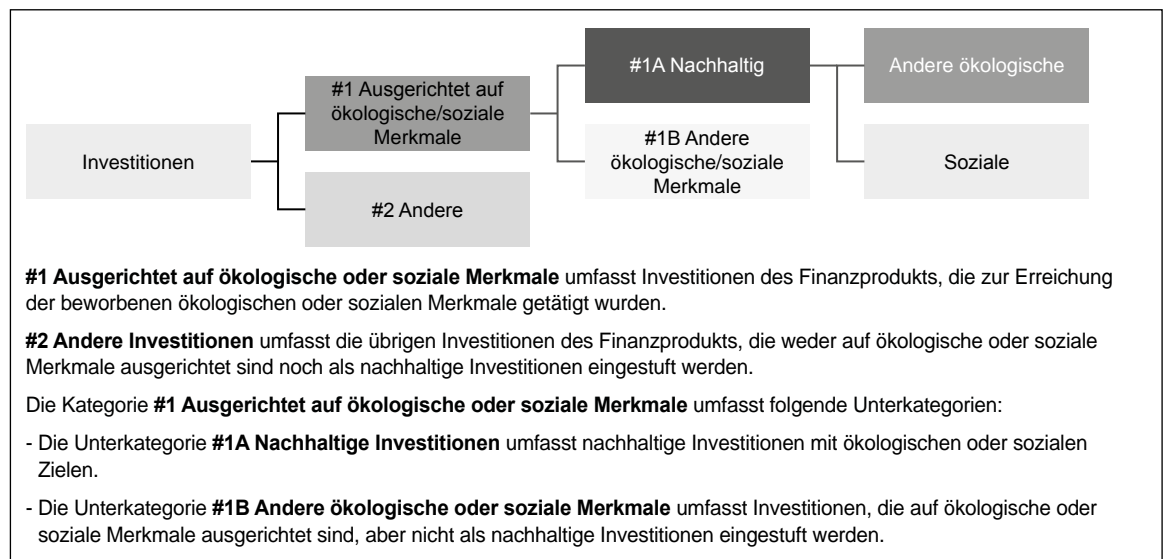 Investitionen
#1 Ausgerichtet auf
ökologische/soziale
Merkmale
#2 Andere
#1A Nachhaltig
#1B Andere
ökologische/soziale
Merkmale
Andere ökologische
Soziale
#1 Ausgerichtet auf ökologische oder soziale Merkmale umfasst Investitionen des Finanzprodukts, die zur Erreichung
der beworbenen ökologischen oder sozialen Merkmale getätigt wurden.
#2 Andere Investitionen umfasst die übrigen Investitionen des Finanzprodukts, die weder auf ökologische oder soziale
Merkmale ausgerichtet sind noch als nachhaltige Investitionen eingestuft werden.
Die Kategorie #1 Ausgerichtet auf ökologische oder soziale Merkmale umfasst folgende Unterkategorien:
- Die Unterkategorie #1A Nachhaltige Investitionen umfasst nachhaltige Investitionen mit ökologischen oder sozialen
Zielen.
- Die Unterkategorie #1B Andere ökologische oder soziale Merkmale umfasst Investitionen, die auf ökologische oder
soziale Merkmale ausgerichtet sind, aber nicht als nachhaltige Investitionen eingestuft werden.